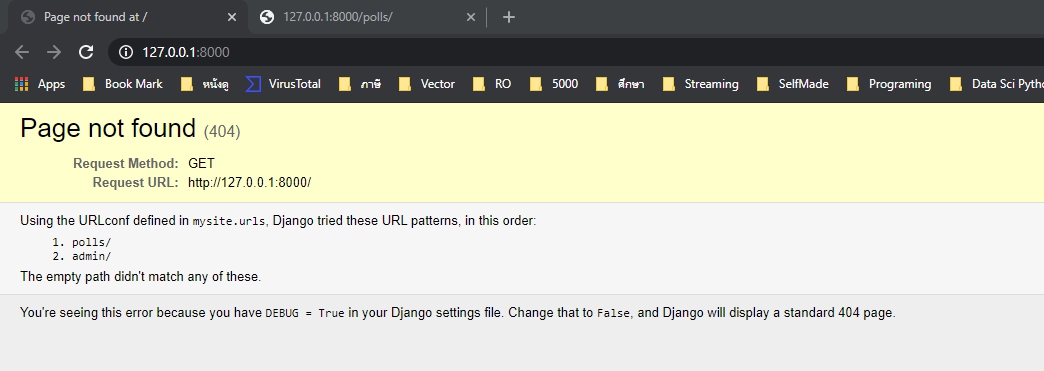 Page not found at /
127.0.0.1:8000/polls/
127.0.0.1:8000
Apps Book Mark หนังดู VirusTotal ภาษี Vector RO 5000 ศึกษา Streaming SelfMade Programing Data Sci Pyth
Page not found (404)
Request Method: GET
Request URL: http://127.0.0.1:8000/
Using the URLconf defined in mysite.urls, Django tried these URL patterns, in this order:
1. polls/
2. admin/
The empty path didn't match any of these.
You're seeing this error because you have DEBUG = True in your Django settings file. Change that to False, and Django will display a standard 404 page.